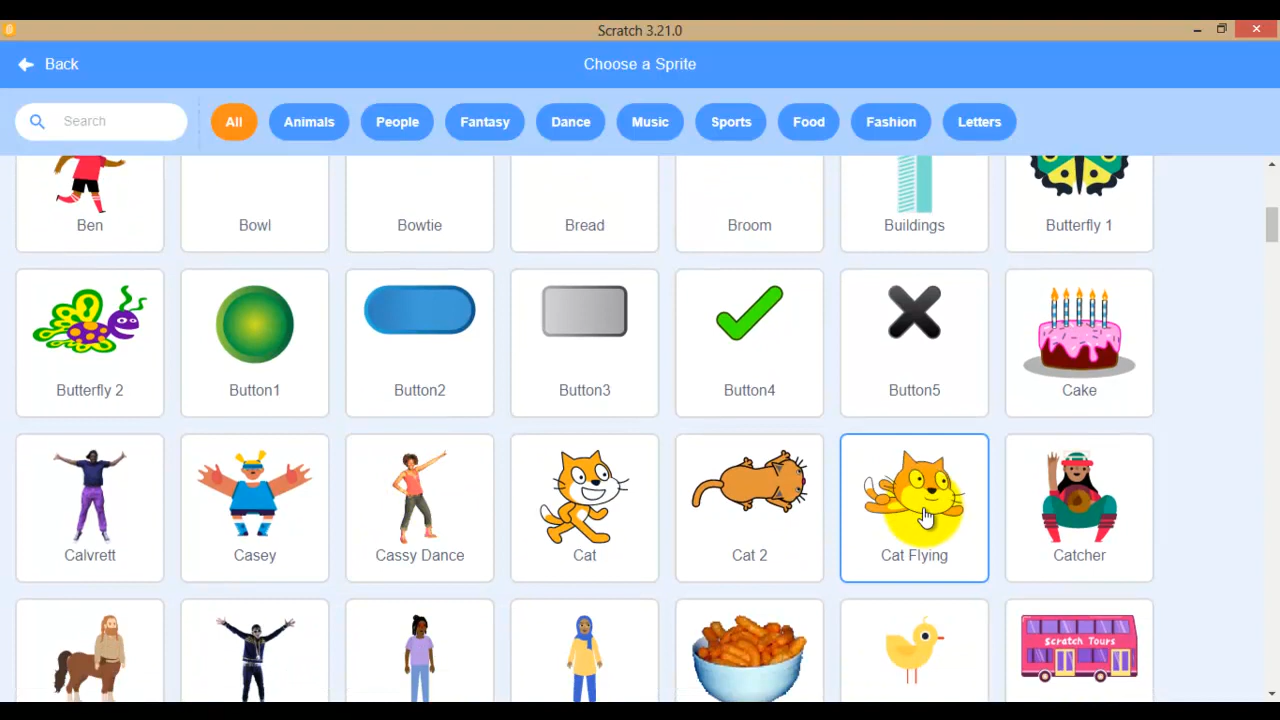 Scratch 3.21.0
Back
Choose a Sprite
Search
All
Animals
People
Fantasy
Dance
Music
Sports
Food
Fashion
Letters
Ben
Bowl
Bowtie
Bread
Broom
Buildings
Butterfly 1
Butterfly 2
Button1
Button2
Button3
Button4
Button5
Cake
Calvrett
Casey
Cassy Dance
Cat
Cat 2
Cat Flying
Catcher
Scratch Tours